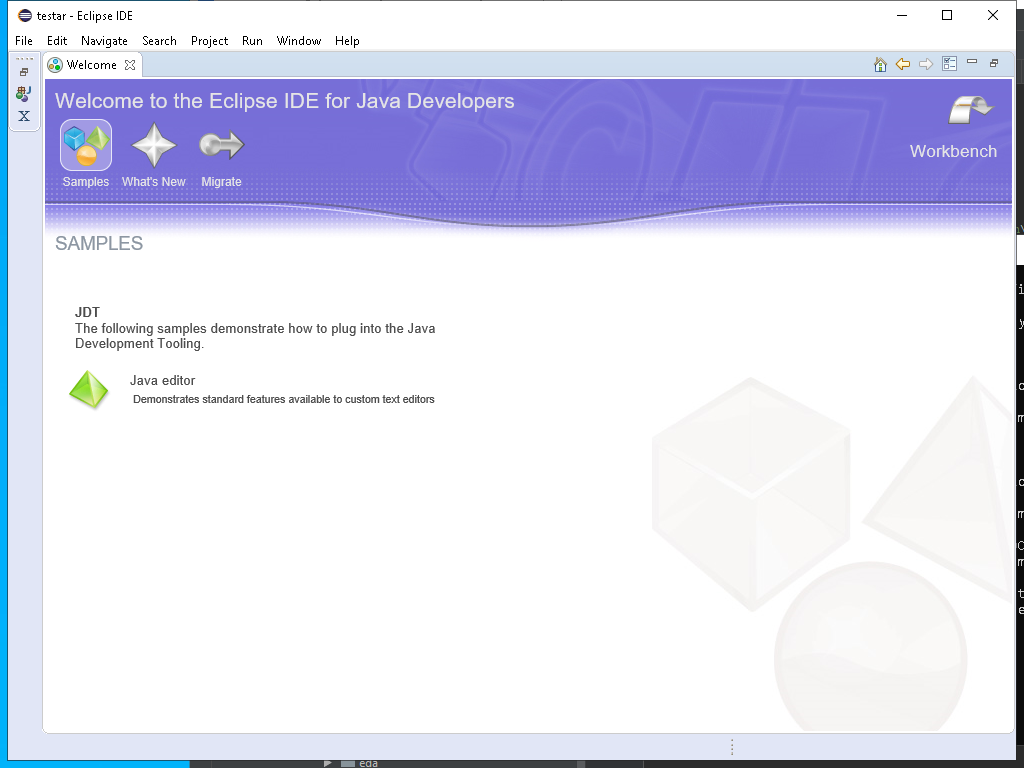 testar - Eclipse IDE
File Edit Navigate Search Project Run Window Help
Welcome
X
Welcome to the Eclipse IDE for Java Developers
Samples What's New Migrate
Workbench
SAMPLES
JDT
The following samples demonstrate how to plug into the Java
Development Tooling.
Java editor
Demonstrates standard features available to custom text editors
eda